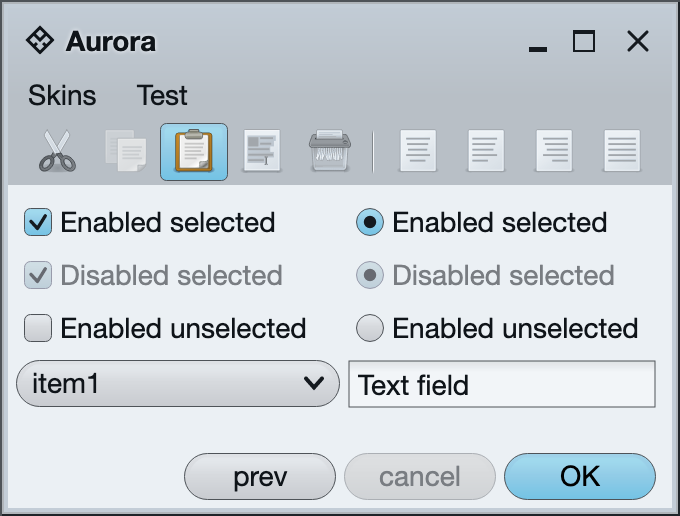 Aurora
Skins Test
Enabled selected Enabled selected
Disabled selected Disabled selected
Enabled unselected Enabled unselected
item1 Text field
prev cancel OK